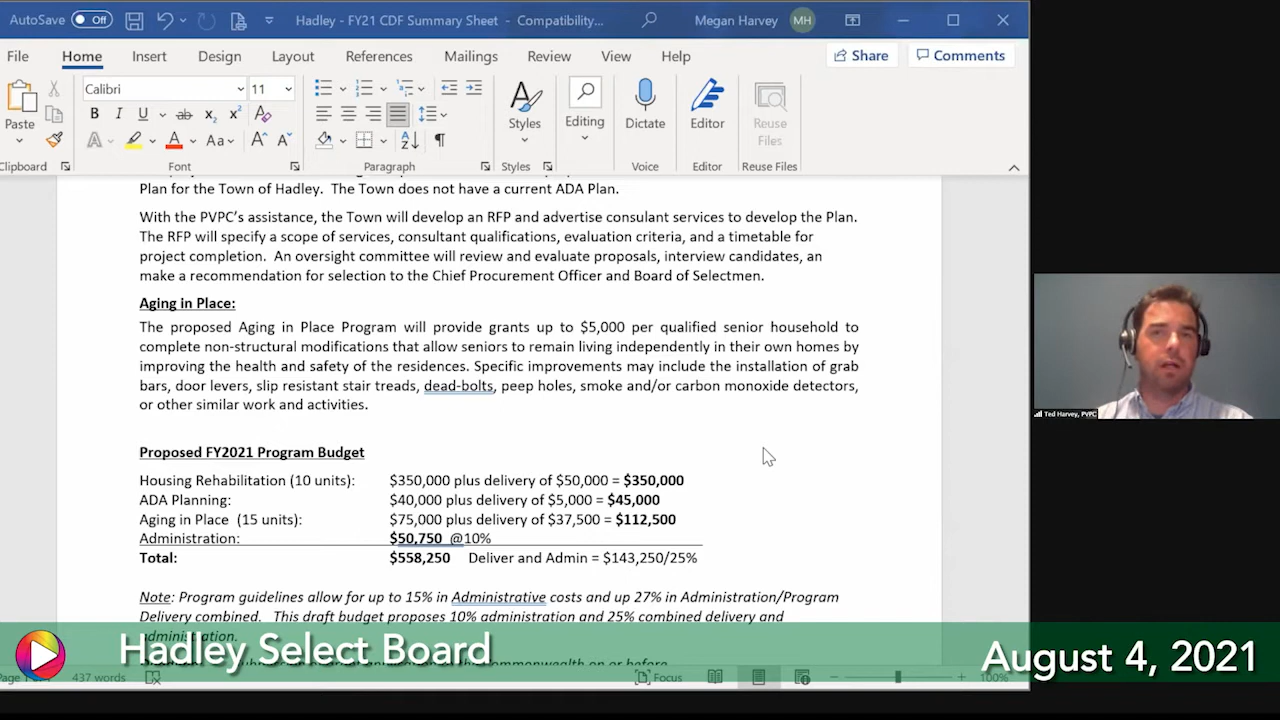 AutoSave Off Hadley - FY21 CDF Summary Sheet - Compatibility... Megan Harvey MH
File Home Insert Design Layout References Mailings Review View Help Share Comments
Calibri 11
Paste Styles Editing Dictate Editor Reuse Files
Clipboard Font Paragraph Styles Voice Editor Reuse Files
Plan for the Town of Hadley. The Town does not have a current ADA Plan.
With the PVPC's assistance, the Town will develop an RFP and advertise consulant services to develop the Plan.
The RFP will specify a scope of services, consultant qualifications, evaluation criteria, and a timetable for
project completion. An oversight committee will review and evaluate proposals, interview candidates, an
make a recommendation for selection to the Chief Procurement Officer and Board of Selectmen.
Aging in Place:
The proposed Aging in Place Program will provide grants up to $5,000 per qualified senior household to
complete non-structural modifications that allow seniors to remain living independently in their own homes by
improving the health and safety of the residences. Specific improvements may include the installation of grab
bars, door levers, slip resistant stair treads, dead-bolts, peep holes, smoke and/or carbon monoxide detectors,
or other similar work and activities.
Ted Harvey, PVPC
Proposed FY2021 Program Budget
Housing Rehabilitation (10 units): $350,000 plus delivery of $50,000 = $350,000
ADA Planning: $40,000 plus delivery of $5,000 = $45,000
Aging in Place (15 units): $75,000 plus delivery of $37,500 = $112,500
Administration: $50,750 @10%
Total: $558,250 Deliver and Admin = $143,250/25%
Note: Program guidelines allow for up to 15% in Administrative costs and up 27% in Administration/Program
Delivery combined. This draft budget proposes 10% administration and 25% combined delivery and
administration.
Hadley Select Board
August 4, 2021
437 words Focus 100%